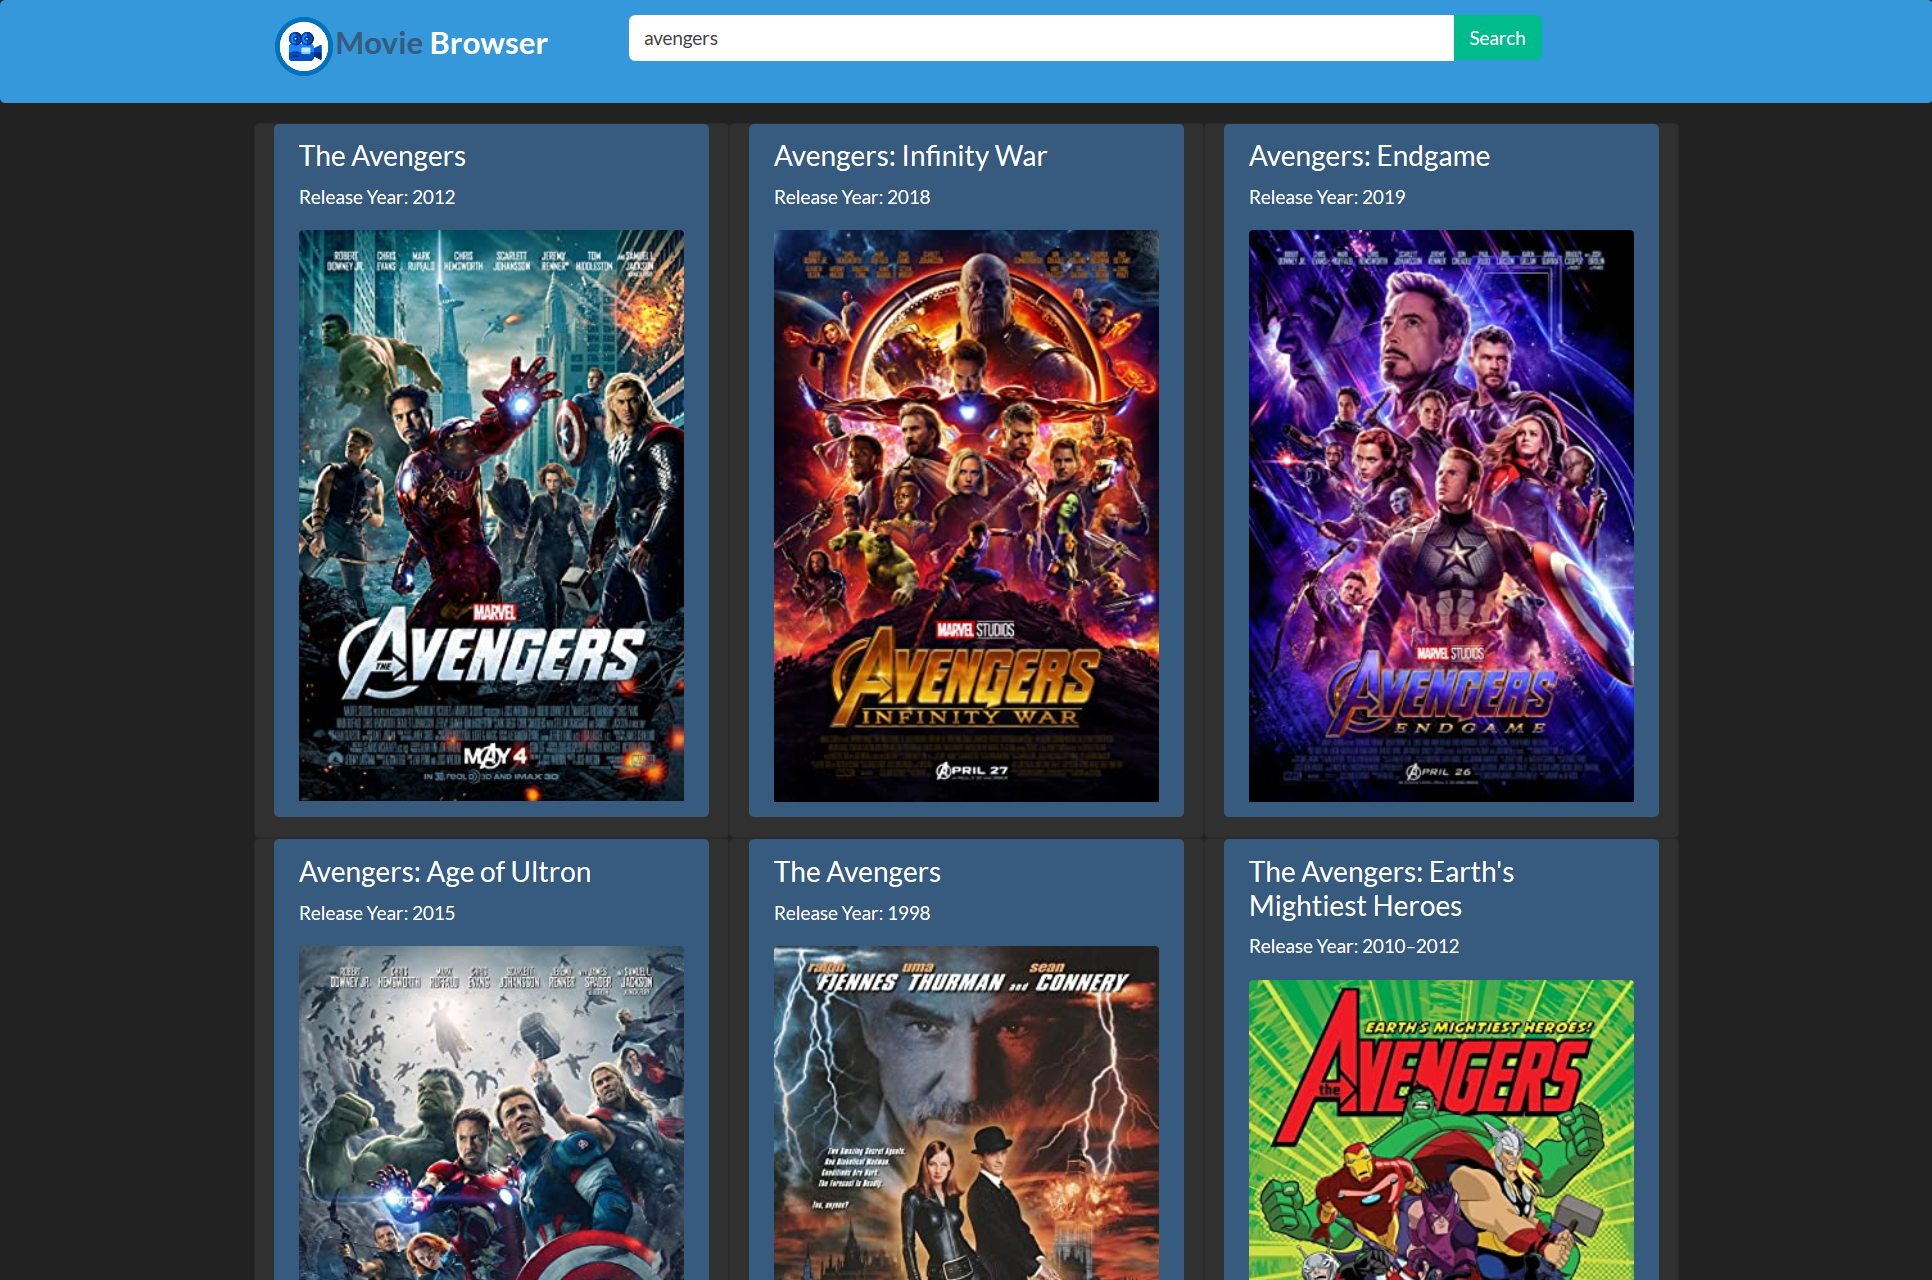 Movie Browser
avengers
Search
The Avengers
Release Year: 2012
ROBERT DOWNEY JR.
CHRIS EVANS
MARK RUFFALO
CHRIS HEMSWORTH
SCARLETT JOHANSSON
JEREMY RENNER
TOM HIDDLESTON
AND SAMUEL L. JACKSON
MARVEL
THE AVENGERS
MAY 4
IN 3D, REAL D 3D AND IMAX 3D
Avengers: Infinity War
Release Year: 2018
MARVEL STUDIOS
AVENGERS
INFINITY WAR
APRIL 27
Avengers: Endgame
Release Year: 2019
MARVEL STUDIOS
AVENGERS
ENDGAME
APRIL 26
Avengers: Age of Ultron
Release Year: 2015
ROBERT DOWNEY JR.
CHRIS HEMSWORTH
MARK RUFFALO
CHRIS EVANS
SCARLETT JOHANSSON
JEREMY RENNER
JAMES SPADER
SAMUEL L. JACKSON
The Avengers
Release Year: 1998
ralph FIENNES uma THURMAN and sean CONNERY
Two Amazing Secret Agents.
One Diabolical Madman.
Conditions Are Dark.
The Forecast Is Deadly.
Tea, anyone?
The Avengers: Earth's
Mightiest Heroes
Release Year: 2010–2012
EARTH'S MIGHTIEST HEROES!
the AVENGERS